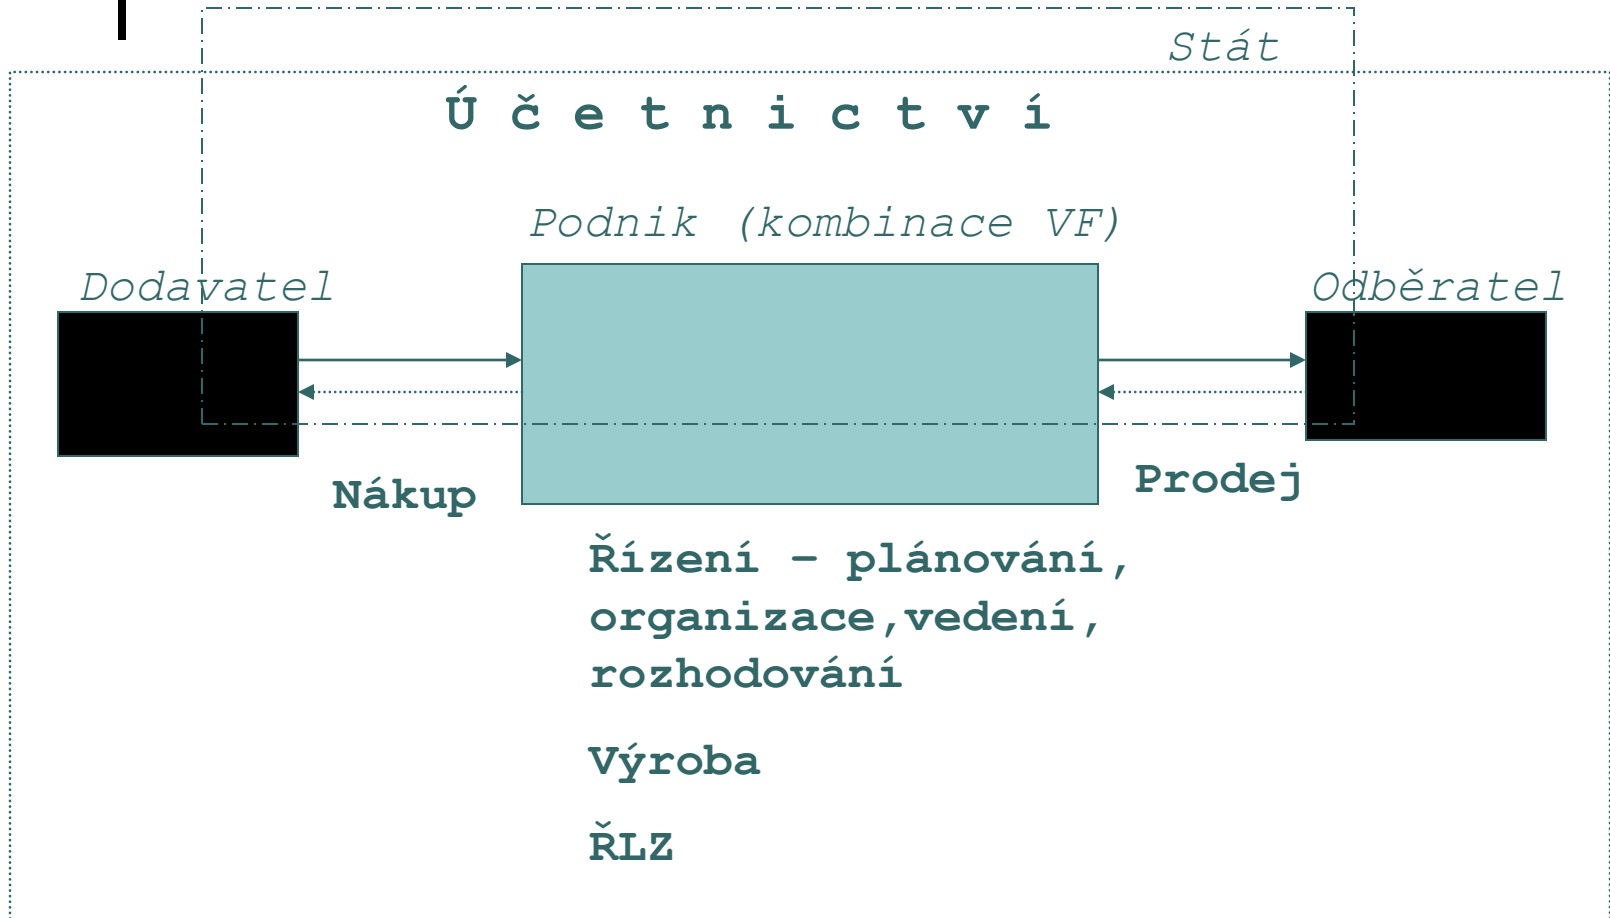 Stát
Ú č e t n i c t v í
Podnik (kombinace VF)
Dodavatel
Odběratel
Nákup
Prodej
Řízení – plánování,
organizace,vedení,
rozhodování
Výroba
ŘLZ